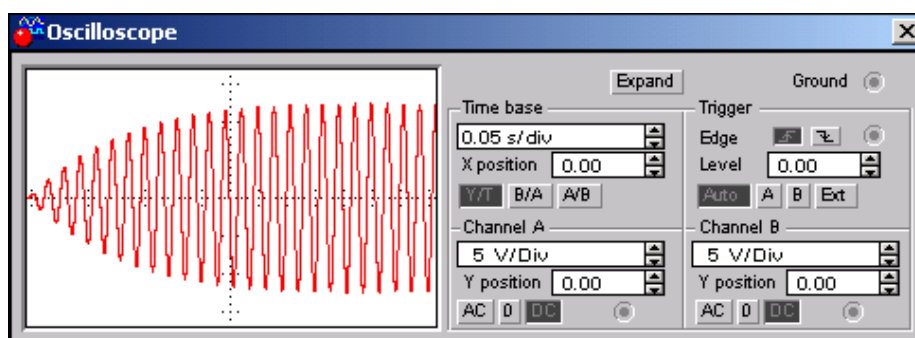 Oscilloscope
Expand
Ground
Time base
0.05 s/div
X position 0.00
Y/T B/A A/B
Trigger
Edge
Level 0.00
Auto A B Ext
Channel A
5 V/Div
Y position 0.00
AC 0 DC
Channel B
5 V/Div
Y position 0.00
AC 0 DC